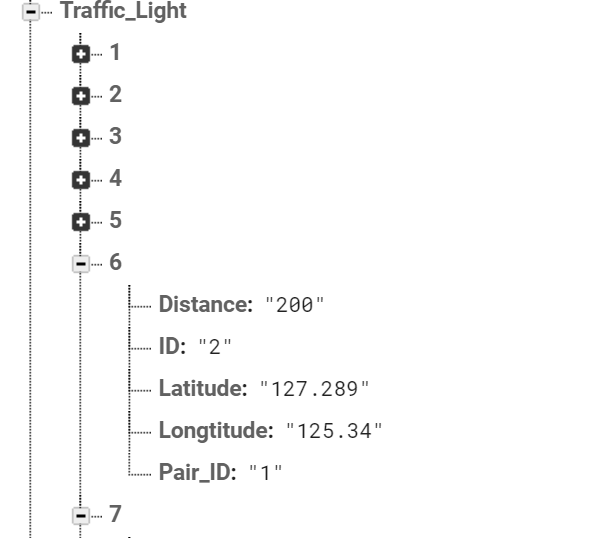 Traffic_Light
1
2
3
4
5
6
Distance: "200"
ID: "2"
Latitude: "127.289"
Longtitude: "125.34"
Pair_ID: "1"
7